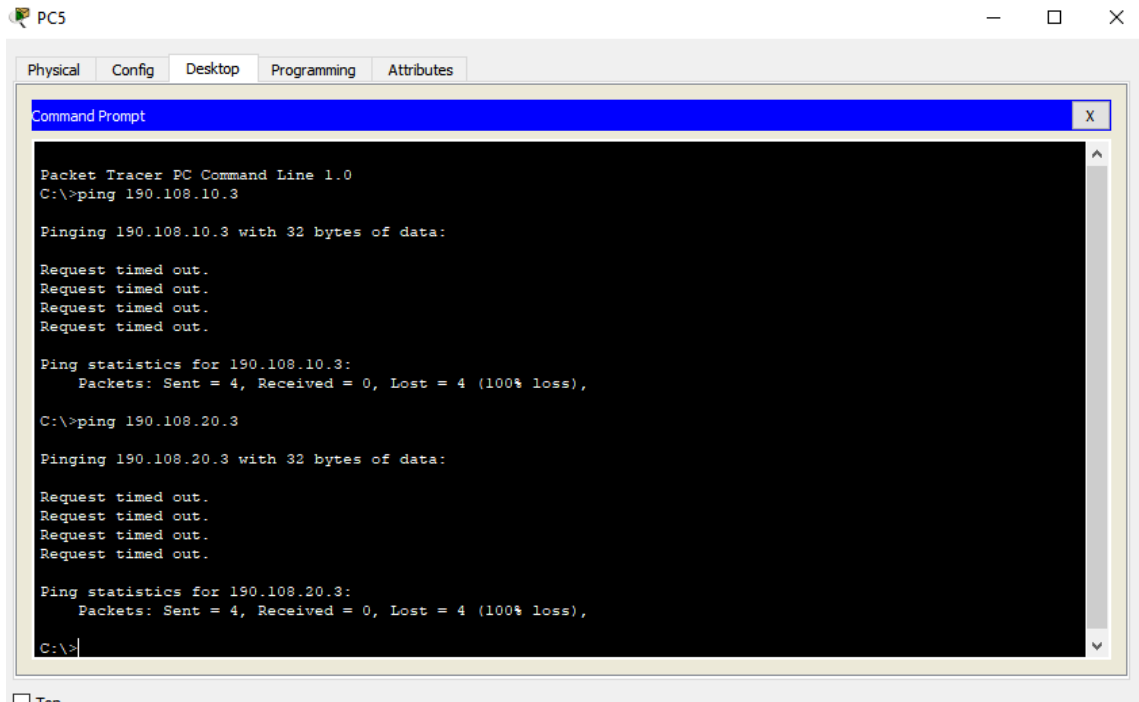 PC5
Physical Config Desktop Programming Attributes
Command Prompt X
Packet Tracer PC Command Line 1.0
C:\>ping 190.108.10.3
Pinging 190.108.10.3 with 32 bytes of data:
Request timed out.
Request timed out.
Request timed out.
Request timed out.
Ping statistics for 190.108.10.3:
Packets: Sent = 4, Received = 0, Lost = 4 (100% loss),
C:\>ping 190.108.20.3
Pinging 190.108.20.3 with 32 bytes of data:
Request timed out.
Request timed out.
Request timed out.
Request timed out.
Ping statistics for 190.108.20.3:
Packets: Sent = 4, Received = 0, Lost = 4 (100% loss),
C:\>